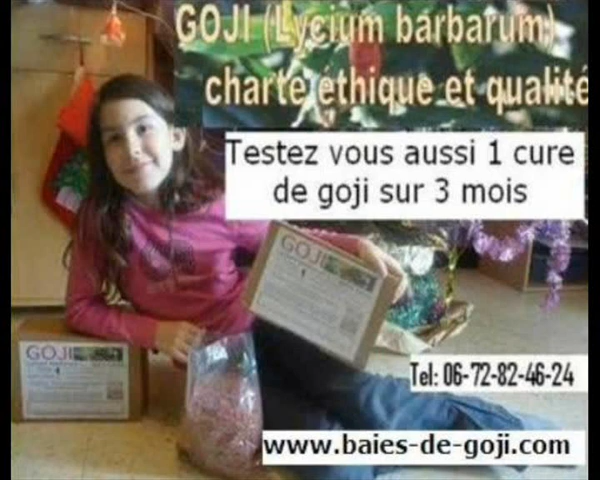 GOJI (Lycium barbarum)
charte éthique et qualité
Testez vous aussi 1 cure
de goji sur 3 mois
GOJI
GOJI
Tel: 06-72-82-46-24
www.baies-de-goji.com